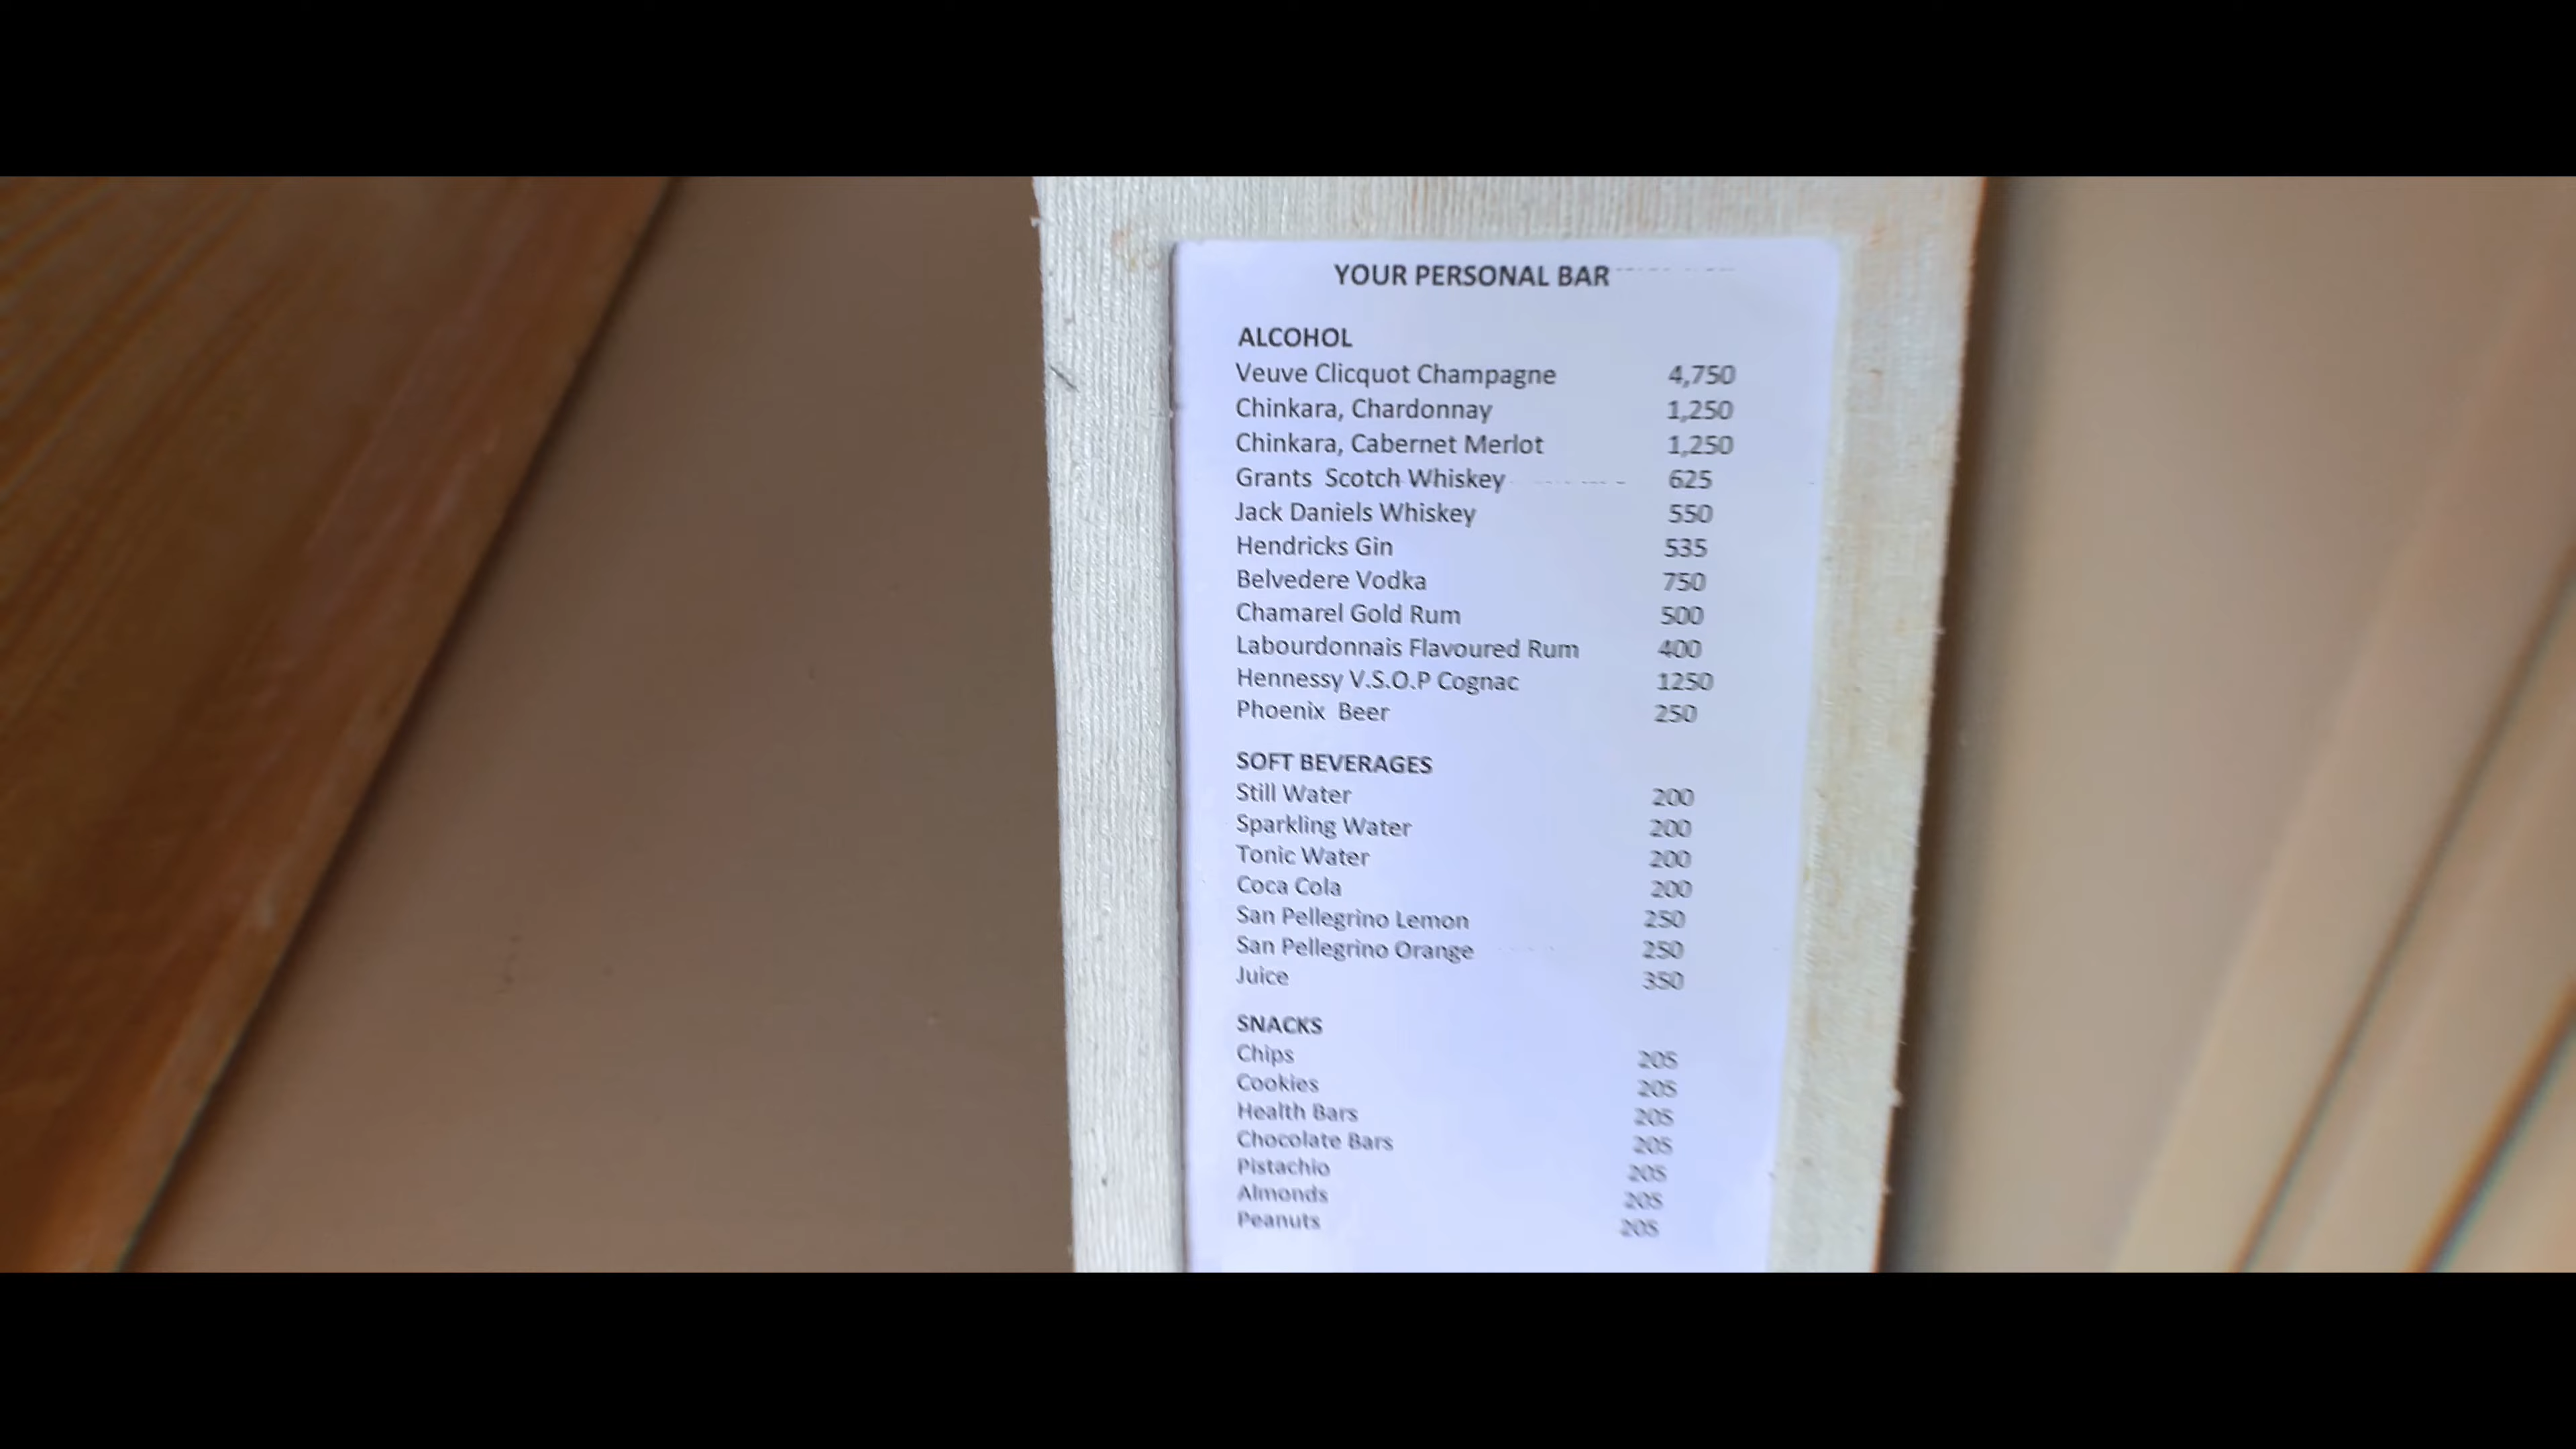 YOUR PERSONAL BAR
ALCOHOL
Veuve Clicquot Champagne 4,750
Chinkara, Chardonnay 1,250
Chinkara, Cabernet Merlot 1,250
Grants Scotch Whiskey 625
Jack Daniels Whiskey 550
Hendricks Gin 535
Belvedere Vodka 750
Chamarel Gold Rum 500
Labourdonnais Flavoured Rum 400
Hennessy V.S.O.P Cognac 1250
Phoenix Beer 250
SOFT BEVERAGES
Still Water 200
Sparkling Water 200
Tonic Water 200
Coca Cola 200
San Pellegrino Lemon 250
San Pellegrino Orange 250
Juice 350
SNACKS
Chips 205
Cookies 205
Health Bars 205
Chocolate Bars 205
Pistachio 205
Almonds 205
Peanuts 205